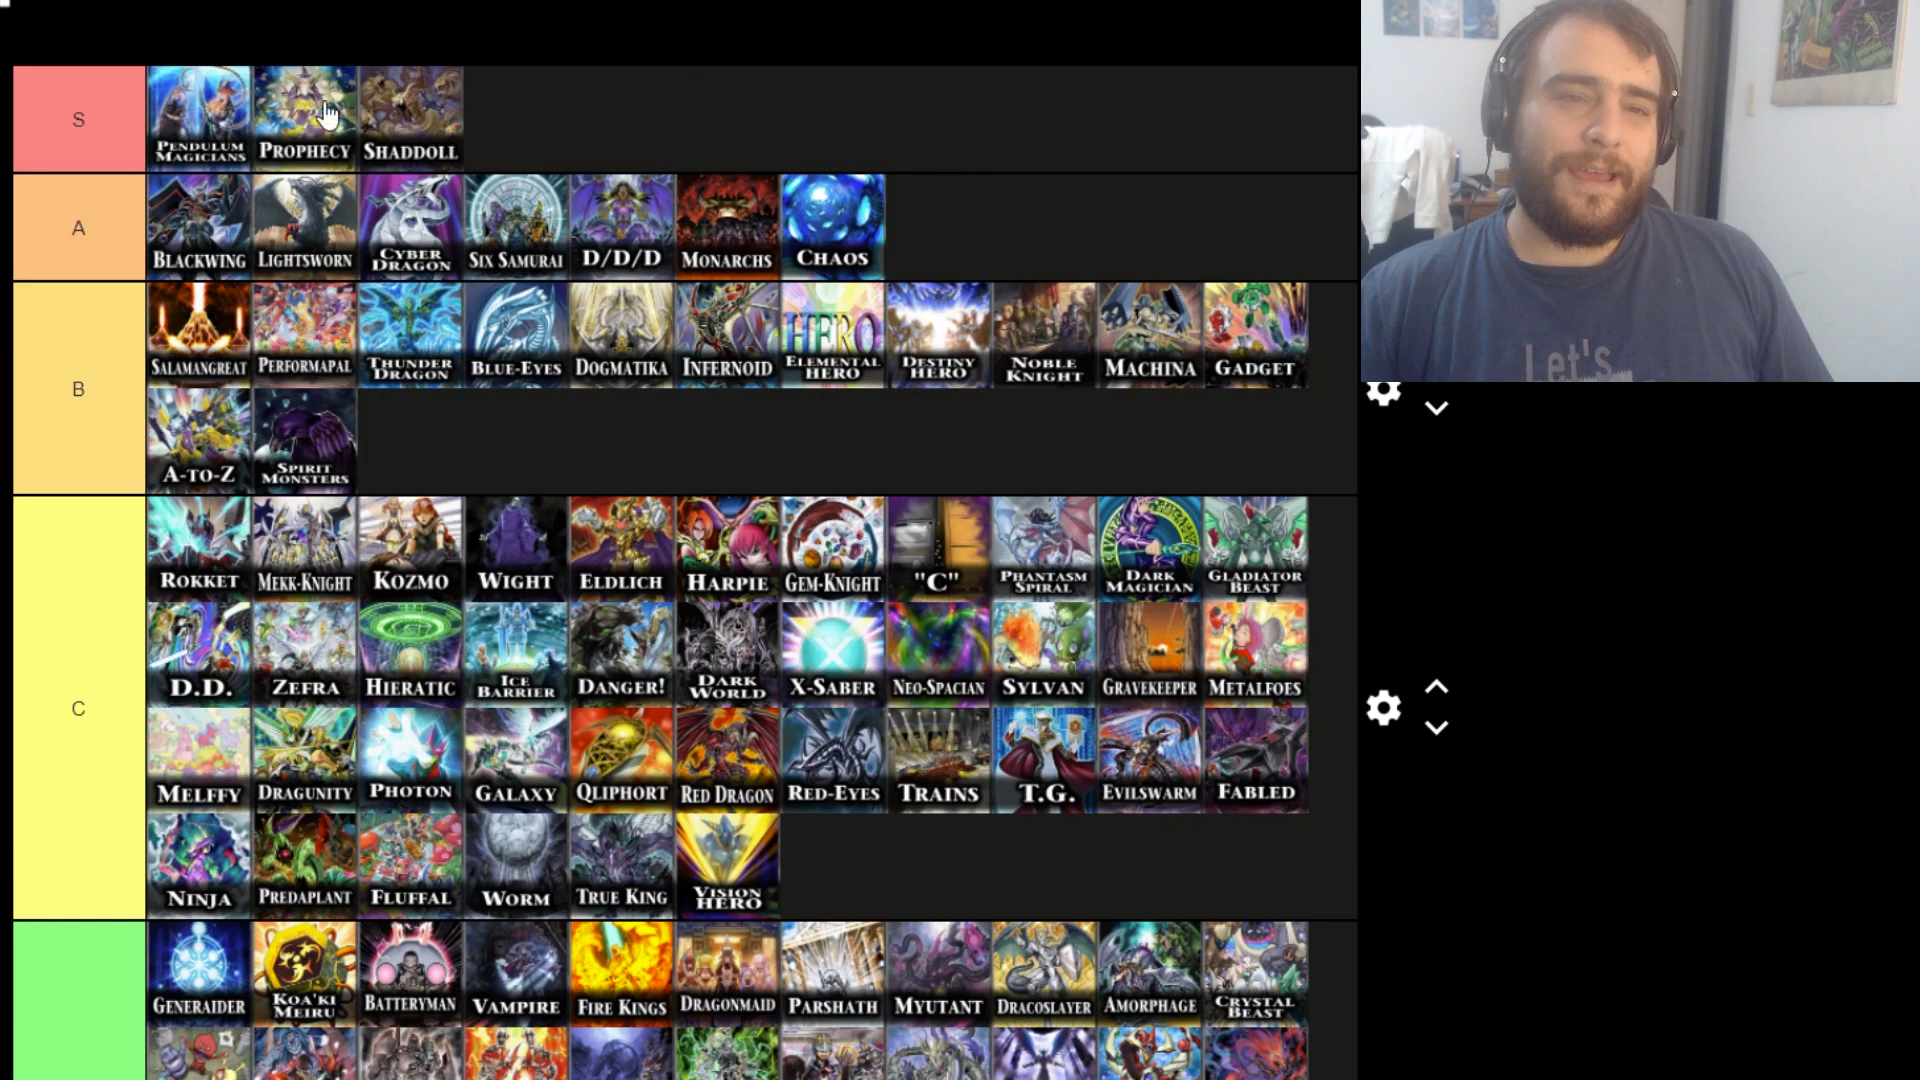 S
PENDULUM
MAGICIANS
PROPHECY
SHADDOLL
A
BLACKWING
LIGHTSWORN
CYBER
DRAGON
SIX SAMURAI
D/D/D
MONARCHS
CHAOS
B
SALAMANGREAT
PERFORMAPAL
THUNDER
DRAGON
BLUE-EYES
DOGMATIKA
INFERNOID
HERO
ELEMENTAL
HERO
DESTINY
HERO
NOBLE
KNIGHT
MACHINA
GADGET
A-TO-Z
SPIRIT
MONSTERS
C
ROKKET
MEKK-KNIGHT
KOZMO
WIGHT
ELDLICH
HARPIE
GEM-KNIGHT
"C"
PHANTASM
SPIRAL
DARK
MAGICIAN
GLADIATOR
BEAST
D.D.
ZEFRA
HIERATIC
ICE
BARRIER
DANGER!
DARK
WORLD
X-SABER
NEO-SPACIAN
SYLVAN
GRAVEKEEPER
METALFOES
MELFFY
DRAGUNITY
PHOTON
GALAXY
QLIPHORT
RED DRAGON
RED-EYES
TRAINS
T.G.
EVILSWARM
FABLED
NINJA
PREDAPLANT
FLUFFAL
WORM
TRUE KING
VISION
HERO
GENERAIDER
KOA'KI
MEIRU
BATTERYMAN
VAMPIRE
FIRE KINGS
DRAGONMAID
PARSHATH
MYUTANT
DRACOSLAYER
AMORPHAGE
CRYSTAL
BEAST
Let's